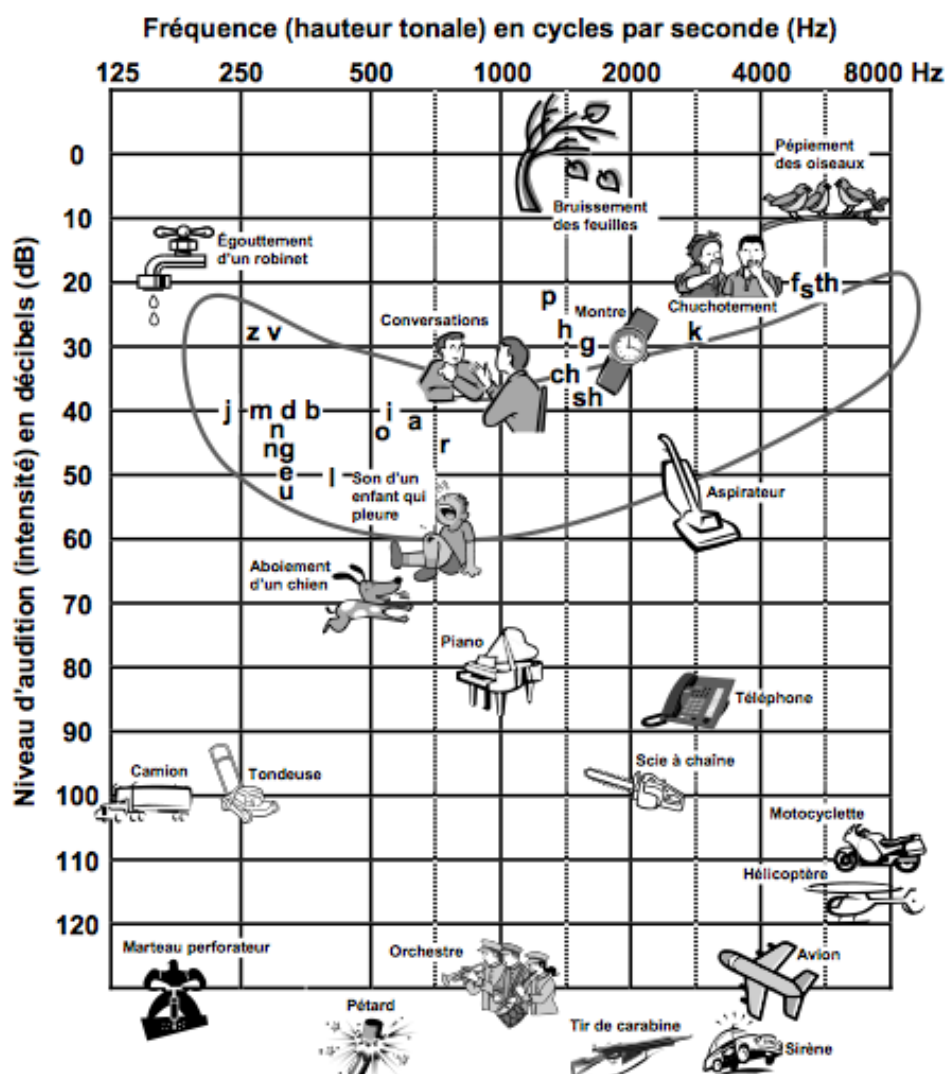 Fréquence (hauteur tonale) en cycles par seconde (Hz)
125 250 500 1000 2000 4000 8000 Hz
Niveau d'audition (intensité) en décibels (dB)
0
Pépiement
des oiseaux
10
Bruissement
des feuilles
Égouttement
d'un robinet
20
f s th
Chuchotement
p
Conversations
Montre
z v
h
k
30
g
ch
sh
40
j m d b
i
a
n
o
ng
r
e
l
50
u
Son d'un
enfant qui
pleure
Aspirateur
60
Aboiement
d'un chien
70
Piano
80
Téléphone
90
Camion
Tondeuse
Scie à chaîne
100
Motocyclette
110
Hélicoptère
120
Marteau perforateur
Orchestre
Avion
Pétard
Tir de carabine
Sirène